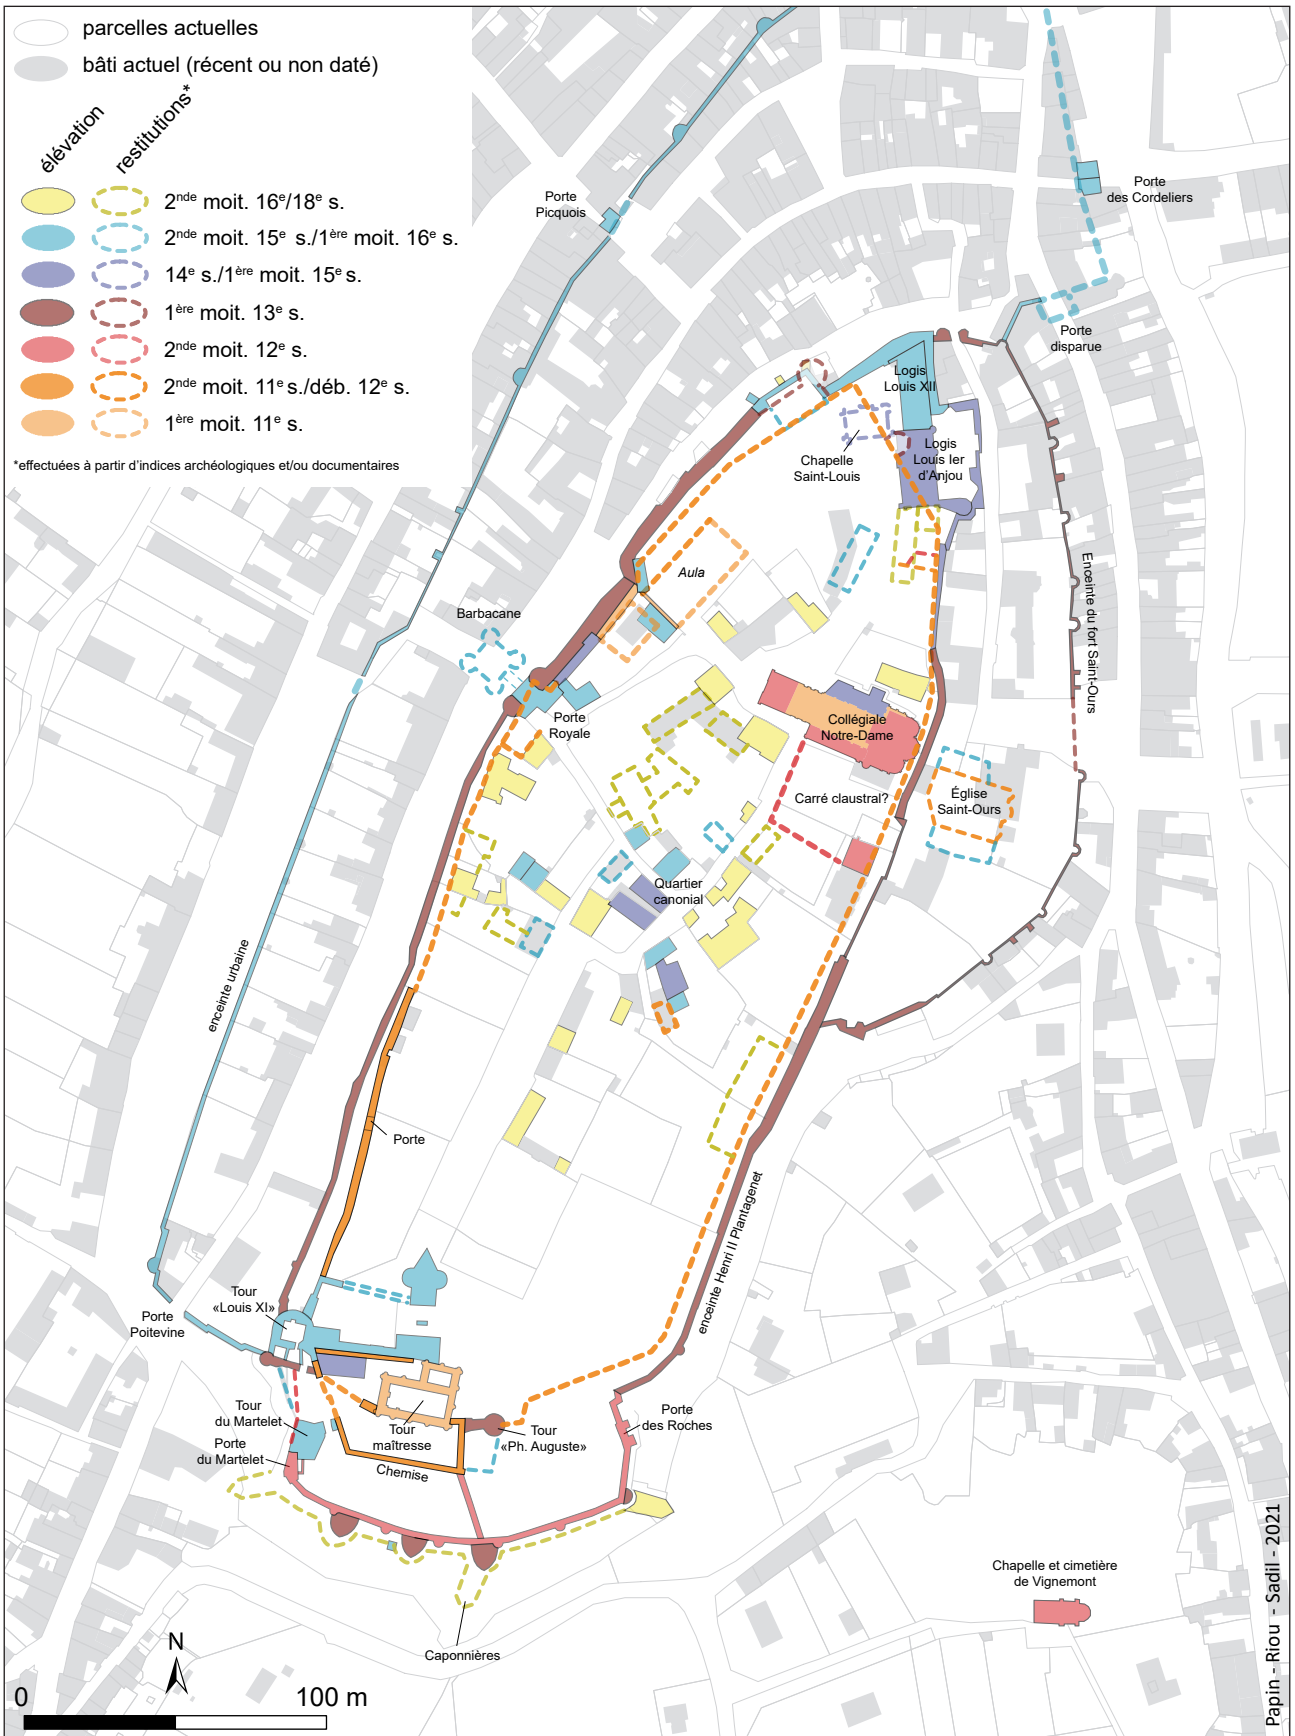 parcelles actuelles
bâti actuel (récent ou non daté)
élévation
restitutions*
2nde moit. 16e/18e s.
2nde moit. 15e s./1ère moit. 16e s.
14e s./1ère moit. 15e s.
1ère moit. 13e s.
2nde moit. 12e s.
2nde moit. 11e s./déb. 12e s.
1ère moit. 11e s.
*effectuées à partir d'indices archéologiques et/ou documentaires
Porte
Picquois
Porte
des Cordeliers
Porte
disparue
Logis
Louis XII
Logis
Louis Ier
d'Anjou
Chapelle
Saint-Louis
Aula
Enceinte du fort Saint-Ours
Barbacane
Porte
Royale
Collégiale
Notre-Dame
Carré claustral?
Église
Saint-Ours
Quartier
canonial
enceinte urbaine
Porte
enceinte Henri II Plantagenet
Tour
«Louis XI»
Porte
Poitevine
Tour
du Martelet
Porte
du Martelet
Tour
maîtresse
Chemise
Tour
«Ph. Auguste»
Porte
des Roches
Caponnières
Chapelle et cimetière
de Vignemont
N
0 100 m
Papin - Riou - Sadil - 2021